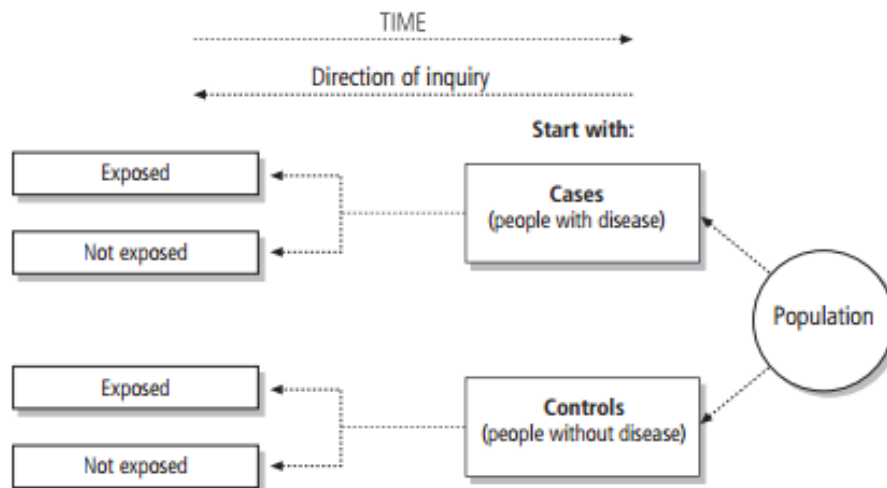 TIME
Direction of inquiry
Start with:
Exposed
Cases
(people with disease)
Not exposed
Population
Exposed
Controls
(people without disease)
Not exposed